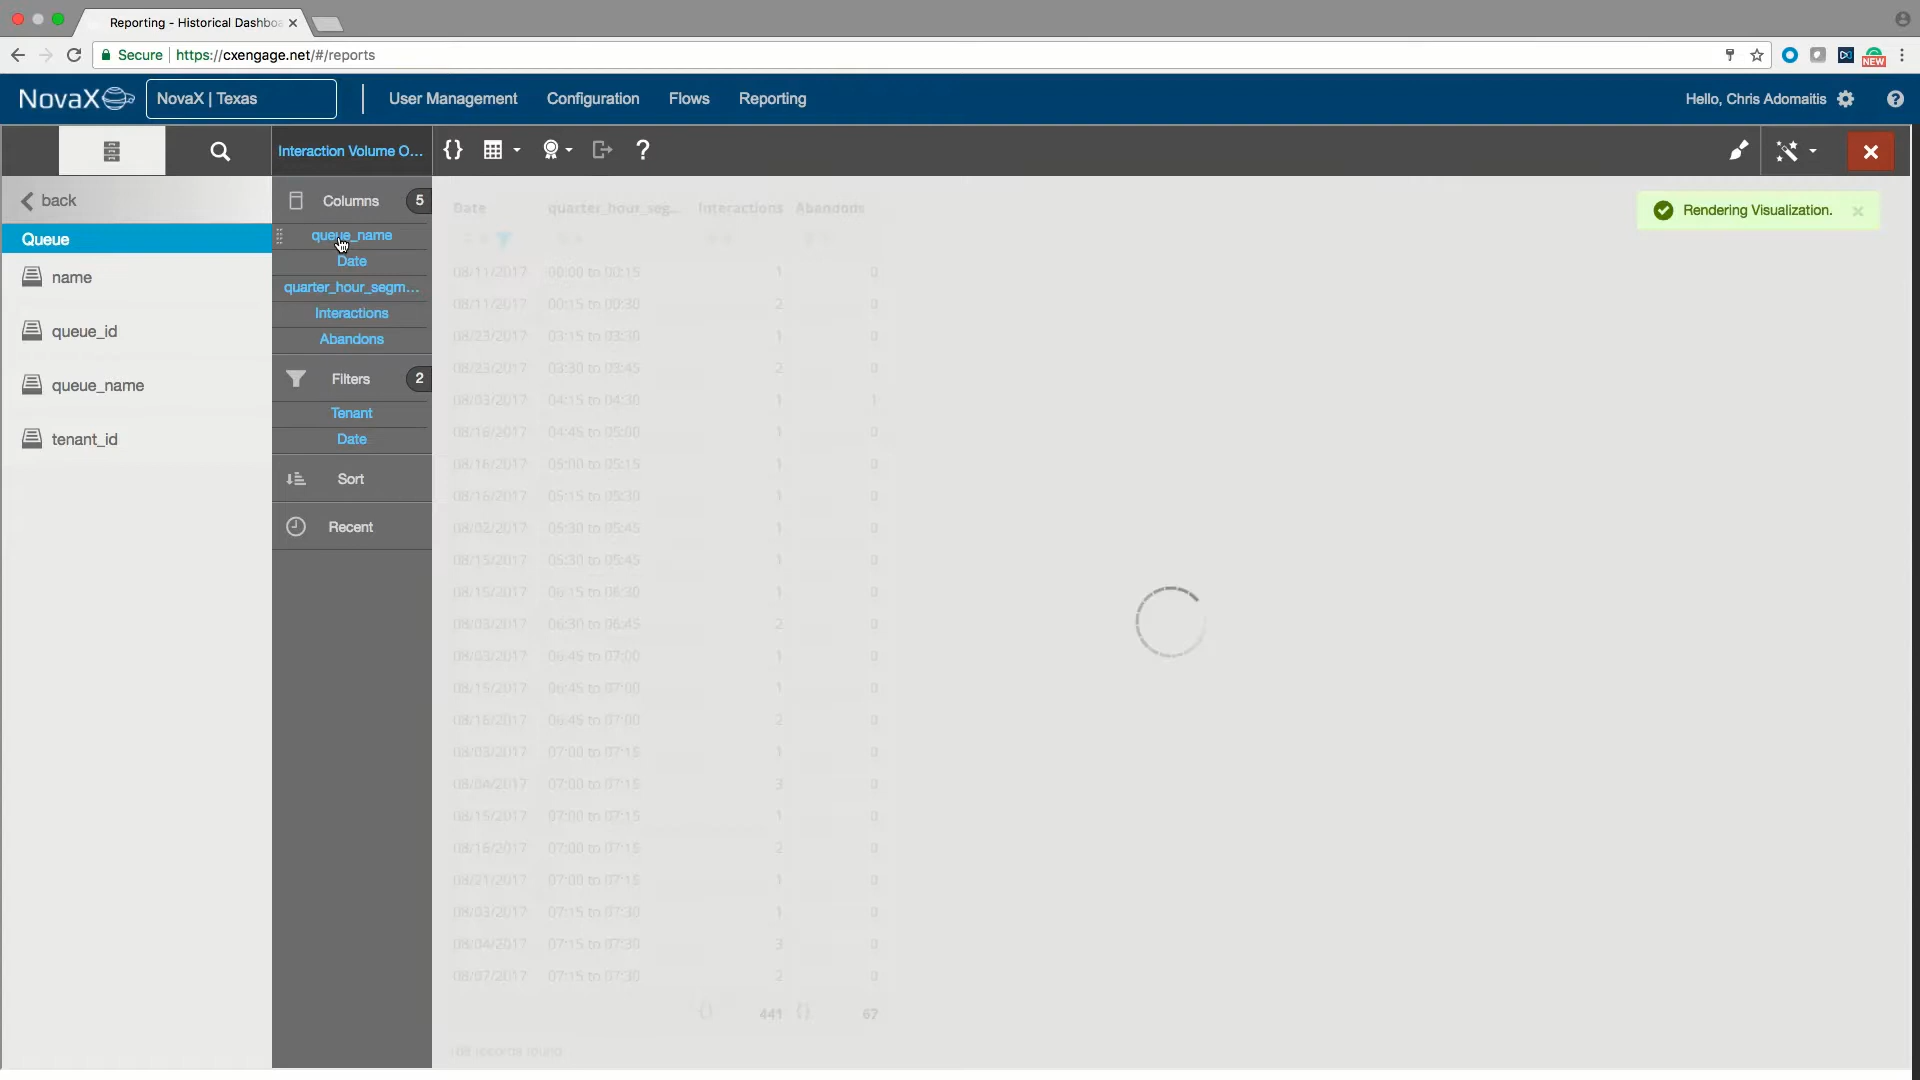 Reporting - Historical Dashboa
Secure https://cxengage.net/#/reports
NEW
NovaX
NovaX | Texas
User Management
Configuration
Flows
Reporting
Hello, Chris Adomaitis
Interaction Volume O...
{}
?
back
Columns 5
Date quarter_hour_seg... Interactions Abandons
Rendering Visualization.
Queue
name
queue_id
queue_name
tenant_id
queue_name
Date
quarter_hour_segm...
Interactions
Abandons
Filters 2
Tenant
Date
Sort
Recent
08/11/2017 00:00 to 00:15 1 0
08/11/2017 00:15 to 00:30 2 0
08/23/2017 03:15 to 03:30 1 0
08/23/2017 03:30 to 03:45 2 0
08/03/2017 04:15 to 04:30 1 1
08/16/2017 04:45 to 05:00 1 0
08/16/2017 05:00 to 05:15 1 0
08/16/2017 05:15 to 05:30 1 0
08/02/2017 05:30 to 05:45 1 0
08/15/2017 05:30 to 05:45 1 0
08/15/2017 06:15 to 06:30 1 0
08/03/2017 06:30 to 06:45 2 0
08/03/2017 06:45 to 07:00 1 0
08/15/2017 06:45 to 07:00 1 0
08/16/2017 06:45 to 07:00 2 0
08/03/2017 07:00 to 07:15 1 0
08/04/2017 07:00 to 07:15 3 0
08/15/2017 07:00 to 07:15 1 0
08/16/2017 07:00 to 07:15 2 0
08/21/2017 07:00 to 07:15 1 0
08/03/2017 07:15 to 07:30 1 0
08/04/2017 07:15 to 07:30 3 0
08/07/2017 07:15 to 07:30 2 0
{} 441 {} 67
records found